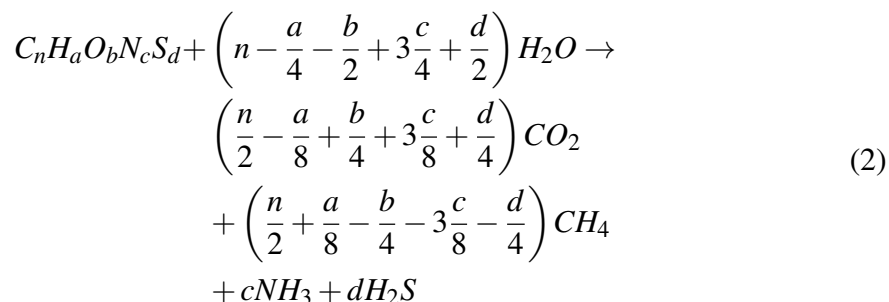 C_nH_aO_bN_cS_d + (n − a/4 − b/2 + 3 c/4 + d/2) H_2O →
(n/2 − a/8 + b/4 + 3 c/8 + d/4) CO_2
(2)
+ (n/2 + a/8 − b/4 − 3 c/8 − d/4) CH_4
+ cNH_3 + dH_2S